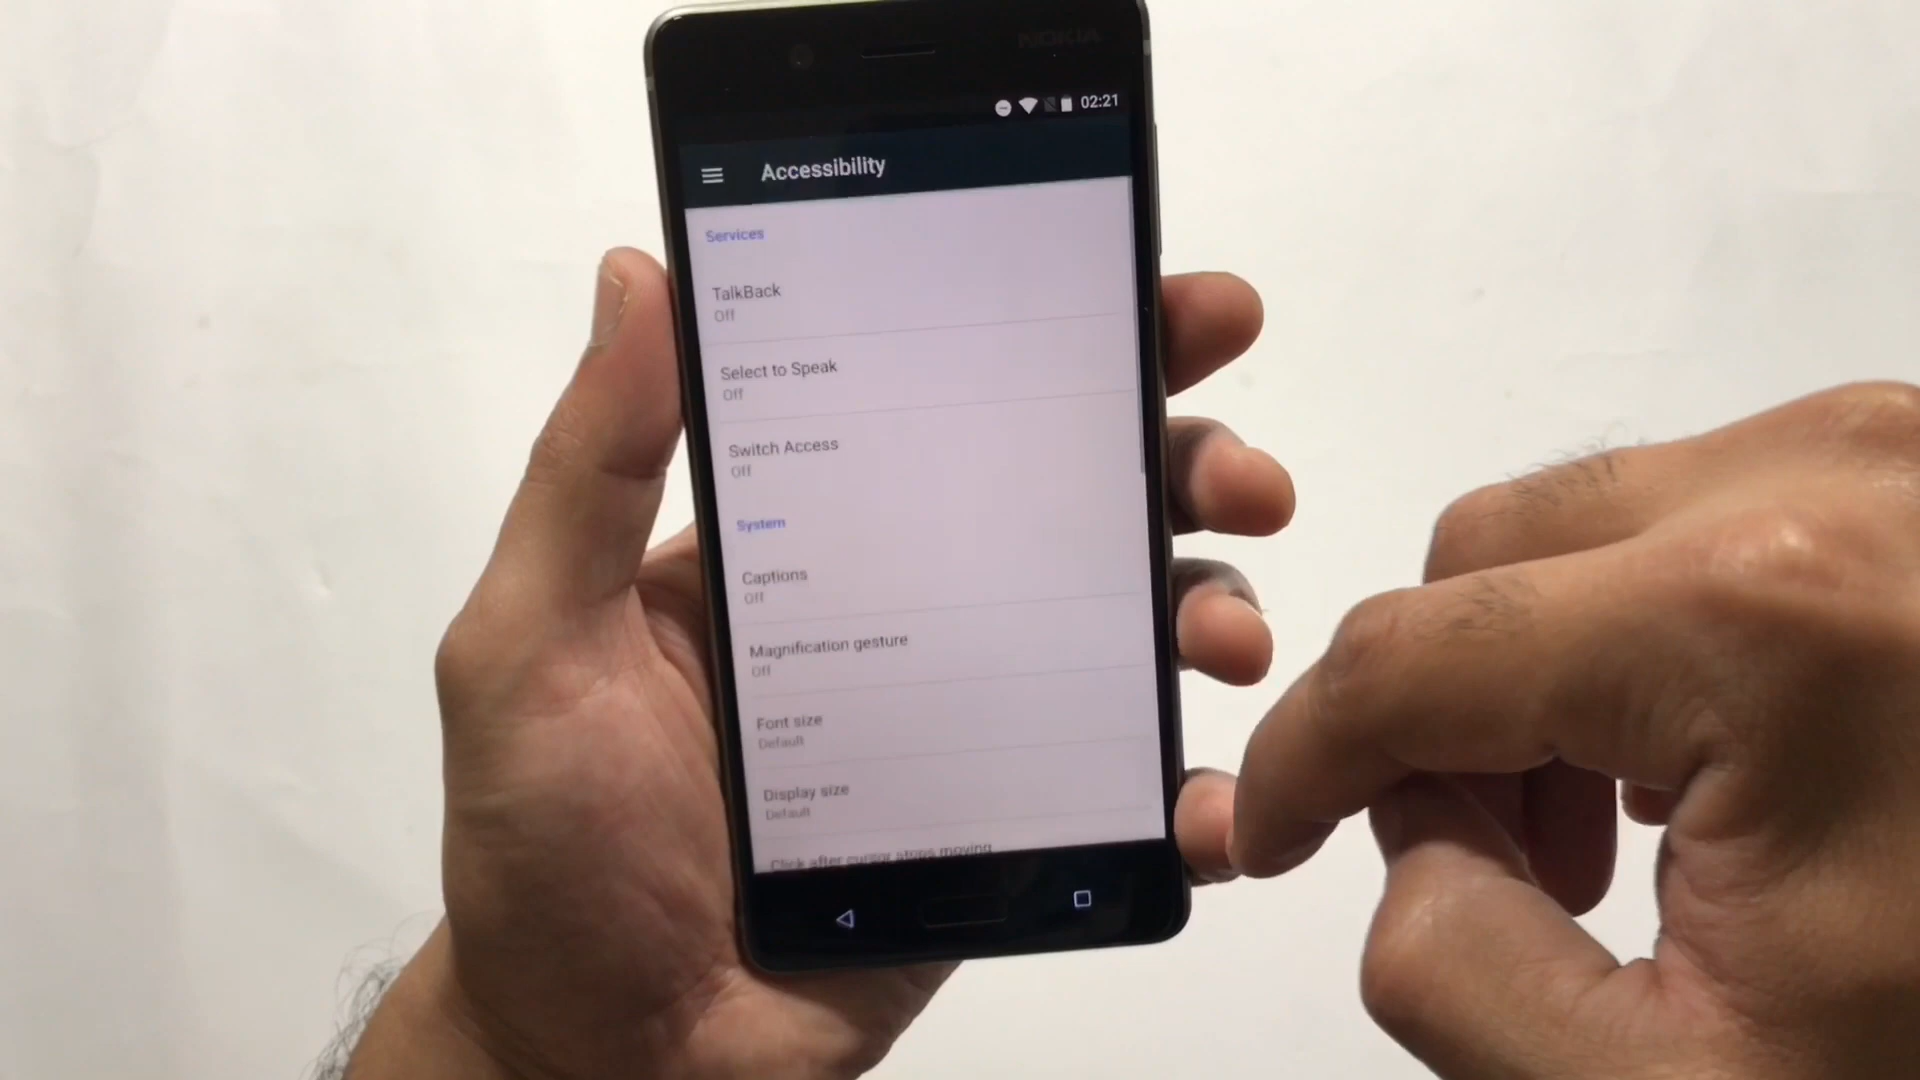 NOKIA
02:21
Accessibility
Services
TalkBack
Off
Select to Speak
Off
Switch Access
Off
System
Captions
Off
Magnification gesture
Off
Font size
Default
Display size
Default
Click after cursor stops moving